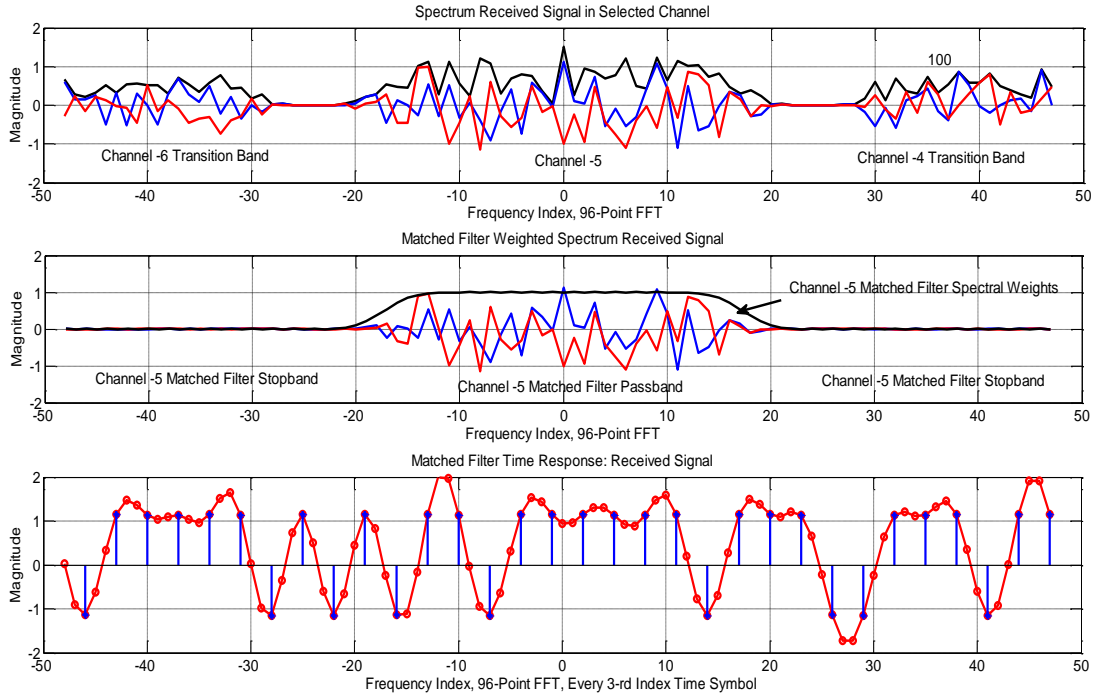 Spectrum Received Signal in Selected Channel
2
1
0
-1
-2
Magnitude
100
Channel -6 Transition Band
Channel -5
Channel -4 Transition Band
-50 -40 -30 -20 -10 0 10 20 30 40 50
Frequency Index, 96-Point FFT
Matched Filter Weighted Spectrum Received Signal
2
1
0
-1
-2
Magnitude
Channel -5 Matched Filter Spectral Weights
Channel -5 Matched Filter Stopband
Channel -5 Matched Filter Passband
Channel -5 Matched Filter Stopband
-50 -40 -30 -20 -10 0 10 20 30 40 50
Frequency Index, 96-Point FFT
Matched Filter Time Response: Received Signal
2
1
0
-1
-2
Magnitude
-50 -40 -30 -20 -10 0 10 20 30 40 50
Frequency Index, 96-Point FFT, Every 3-rd Index Time Symbol